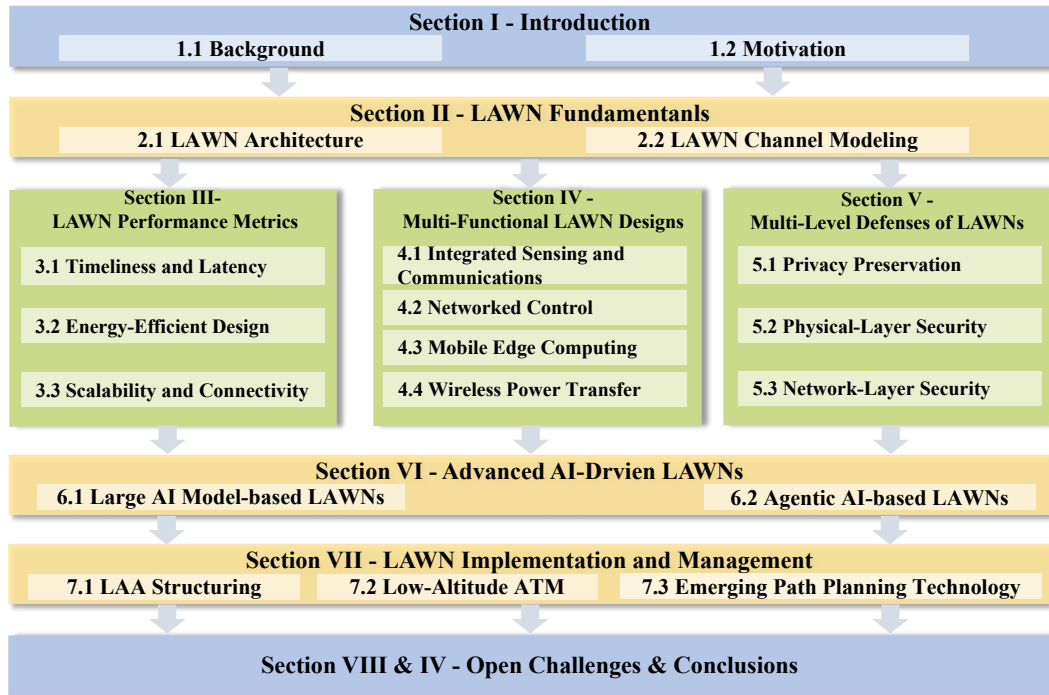 Section I - Introduction
1.1 Background
1.2 Motivation
Section II - LAWN Fundamentanls
2.1 LAWN Architecture
2.2 LAWN Channel Modeling
Section III-
LAWN Performance Metrics
3.1 Timeliness and Latency
3.2 Energy-Efficient Design
3.3 Scalability and Connectivity
Section IV -
Multi-Functional LAWN Designs
4.1 Integrated Sensing and
Communications
4.2 Networked Control
4.3 Mobile Edge Computing
4.4 Wireless Power Transfer
Section V -
Multi-Level Defenses of LAWNs
5.1 Privacy Preservation
5.2 Physical-Layer Security
5.3 Network-Layer Security
Section VI - Advanced AI-Drvien LAWNs
6.1 Large AI Model-based LAWNs
6.2 Agentic AI-based LAWNs
Section VII - LAWN Implementation and Management
7.1 LAA Structuring
7.2 Low-Altitude ATM
7.3 Emerging Path Planning Technology
Section VIII & IV - Open Challenges & Conclusions